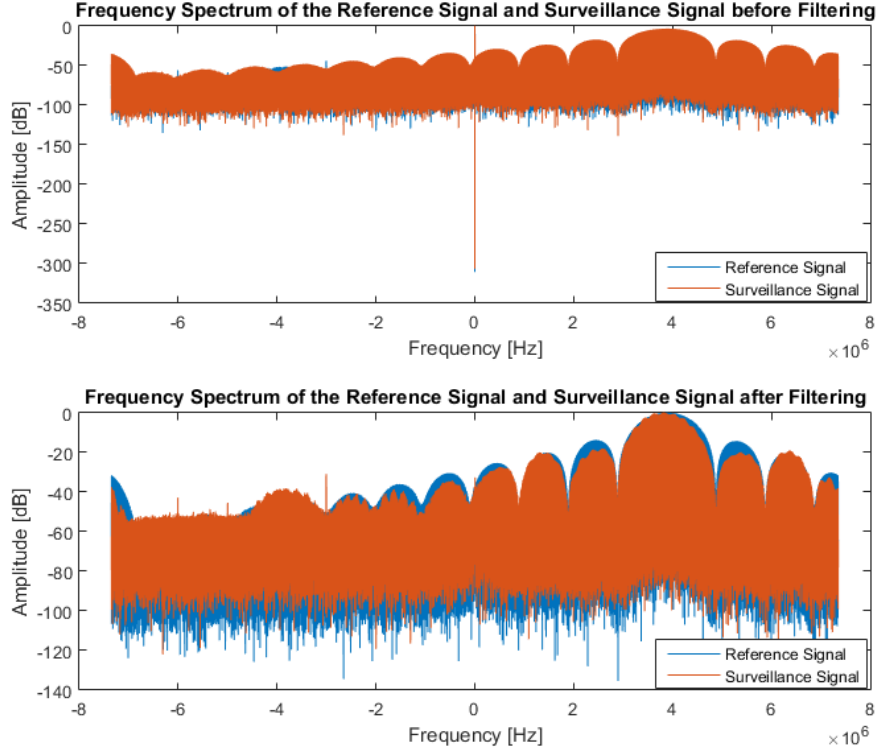 Frequency Spectrum of the Reference Signal and Surveillance Signal before Filtering
0
-50
-100
-150
-200
-250
-300
-350
Amplitude [dB]
Reference Signal
Surveillance Signal
-8 -6 -4 -2 0 2 4 6 8
Frequency [Hz]
× 10^6
Frequency Spectrum of the Reference Signal and Surveillance Signal after Filtering
0
-20
-40
-60
-80
-100
-120
-140
Amplitude [dB]
Reference Signal
Surveillance Signal
-8 -6 -4 -2 0 2 4 6 8
Frequency [Hz]
× 10^6